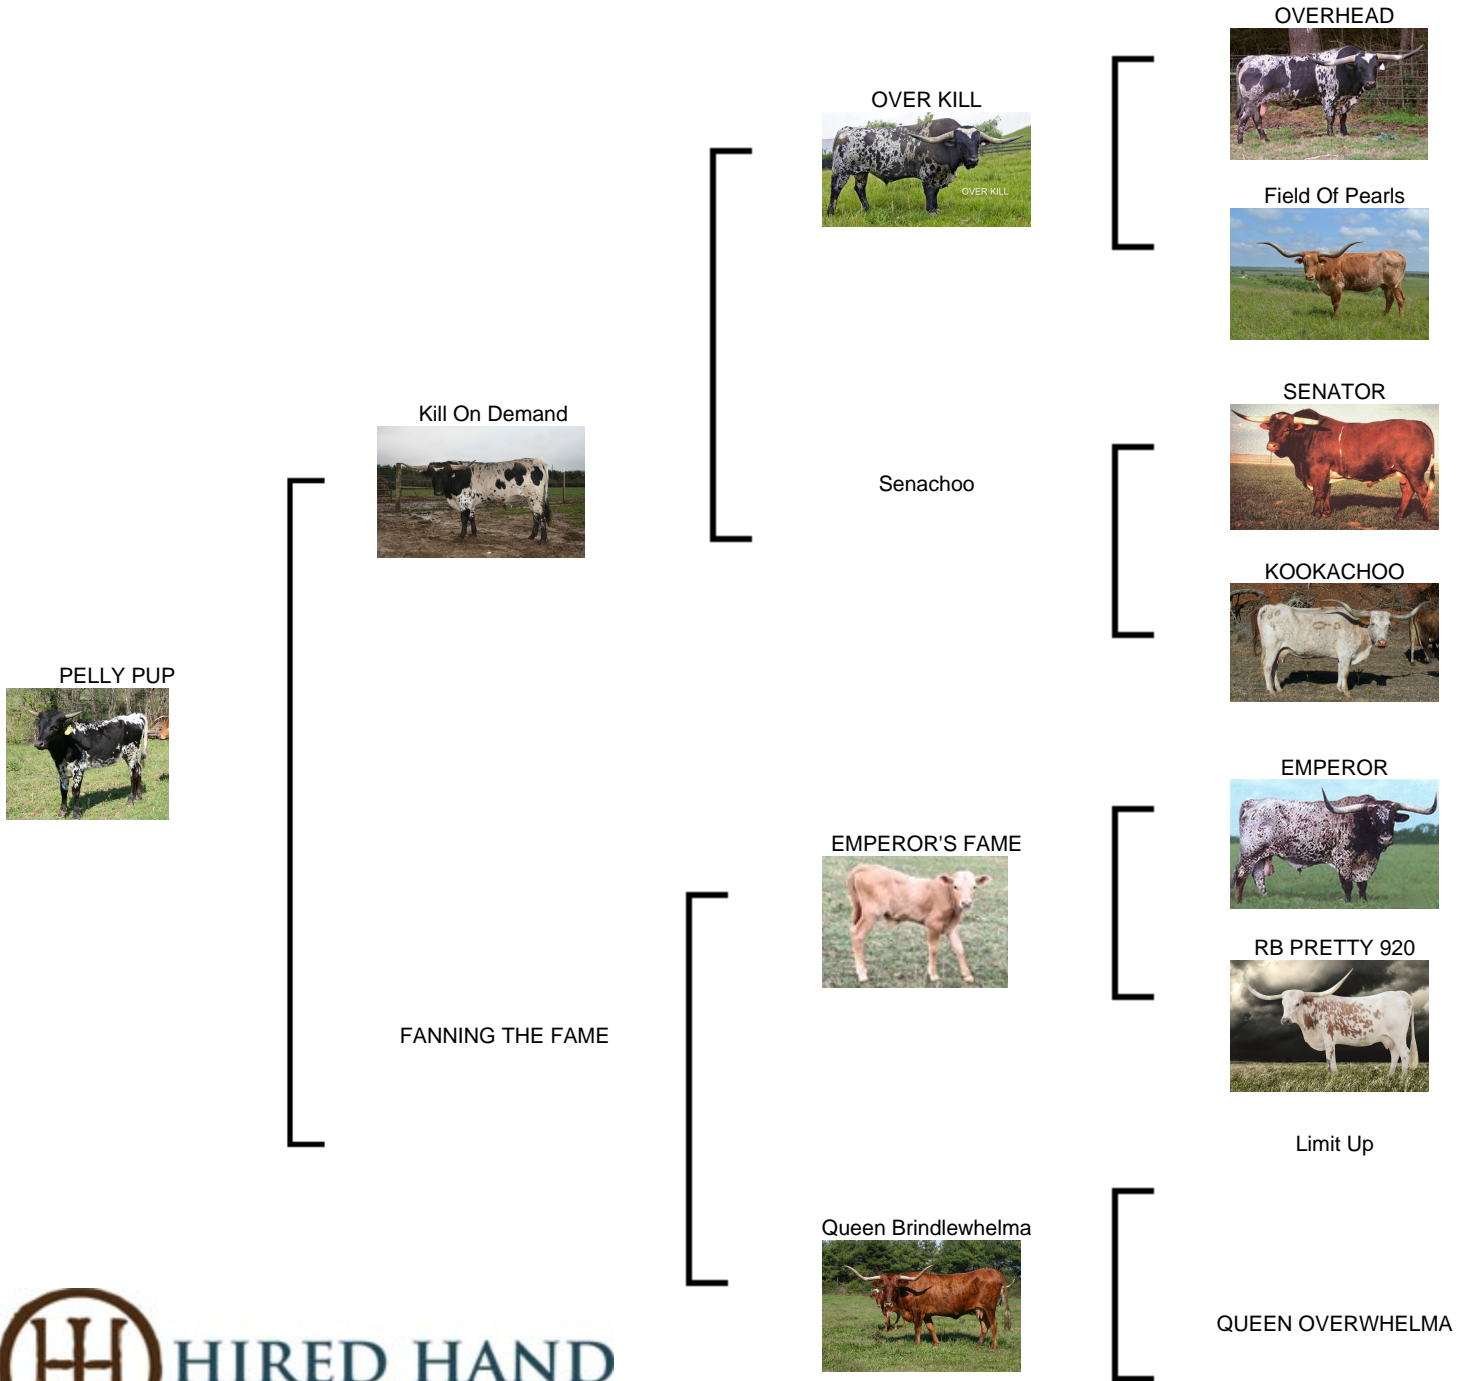 OVERHEAD
OVER KILL
OVER KILL
Field Of Pearls
SENATOR
Kill On Demand
Senachoo
KOOKACHOO
PELLY PUP
EMPEROR
EMPEROR'S FAME
RB PRETTY 920
FANNING THE FAME
Limit Up
Queen Brindlewhelma
QUEEN OVERWHELMA
HH HIRED HAND